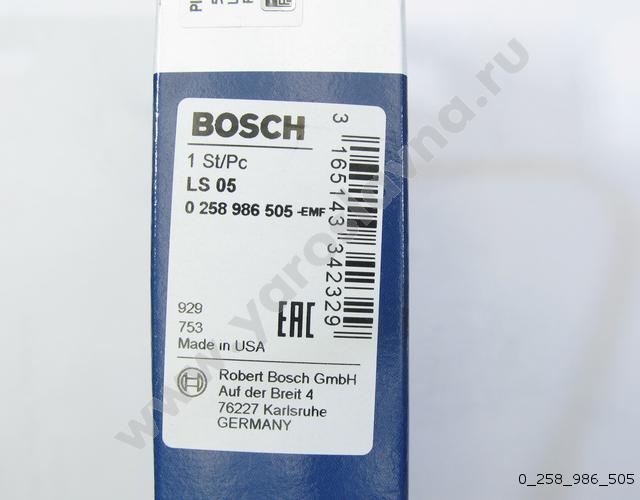 BOSCH
1 St/Pc
LS 05
0 258 986 505 -EMF
3 165143 342329
929
753
Made in USA
EAC
Robert Bosch GmbH
Auf der Breit 4
76227 Karlsruhe
GERMANY
www.yaroslavna.ru
0_258_986_505